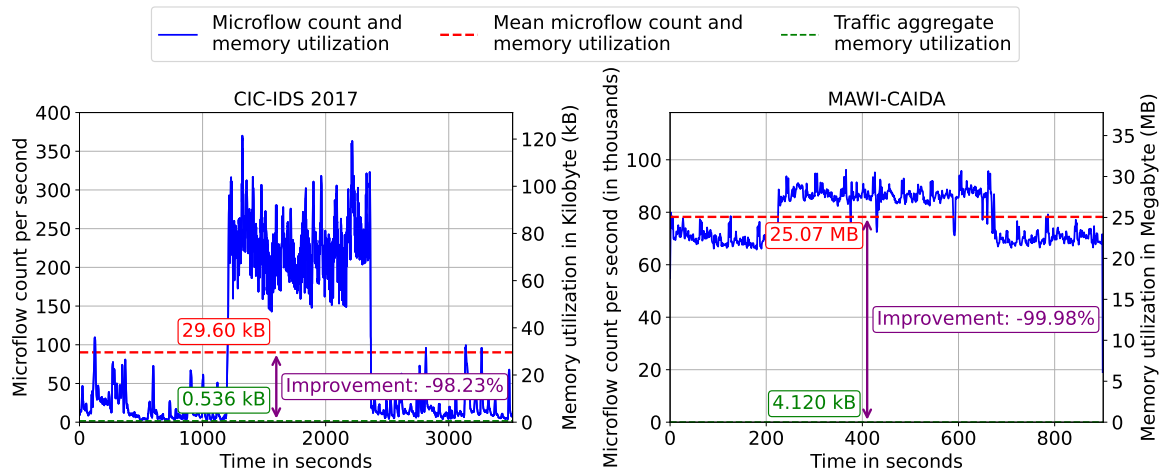 Microflow count and
memory utilization
Mean microflow count and
memory utilization
Traffic aggregate
memory utilization
CIC-IDS 2017
Microflow count per second
400
350
300
250
200
150
100
50
0
0
1000
2000
3000
Time in seconds
120
100
80
60
40
20
0
Memory utilization in Kilobyte (kB)
29.60 kB
0.536 kB
Improvement: -98.23%
MAWI-CAIDA
Microflow count per second (in thousands)
100
80
60
40
20
0
0
200
400
600
800
Time in seconds
35
30
25
20
15
10
5
0
Memory utilization in Megabyte (MB)
25.07 MB
Improvement: -99.98%
4.120 kB